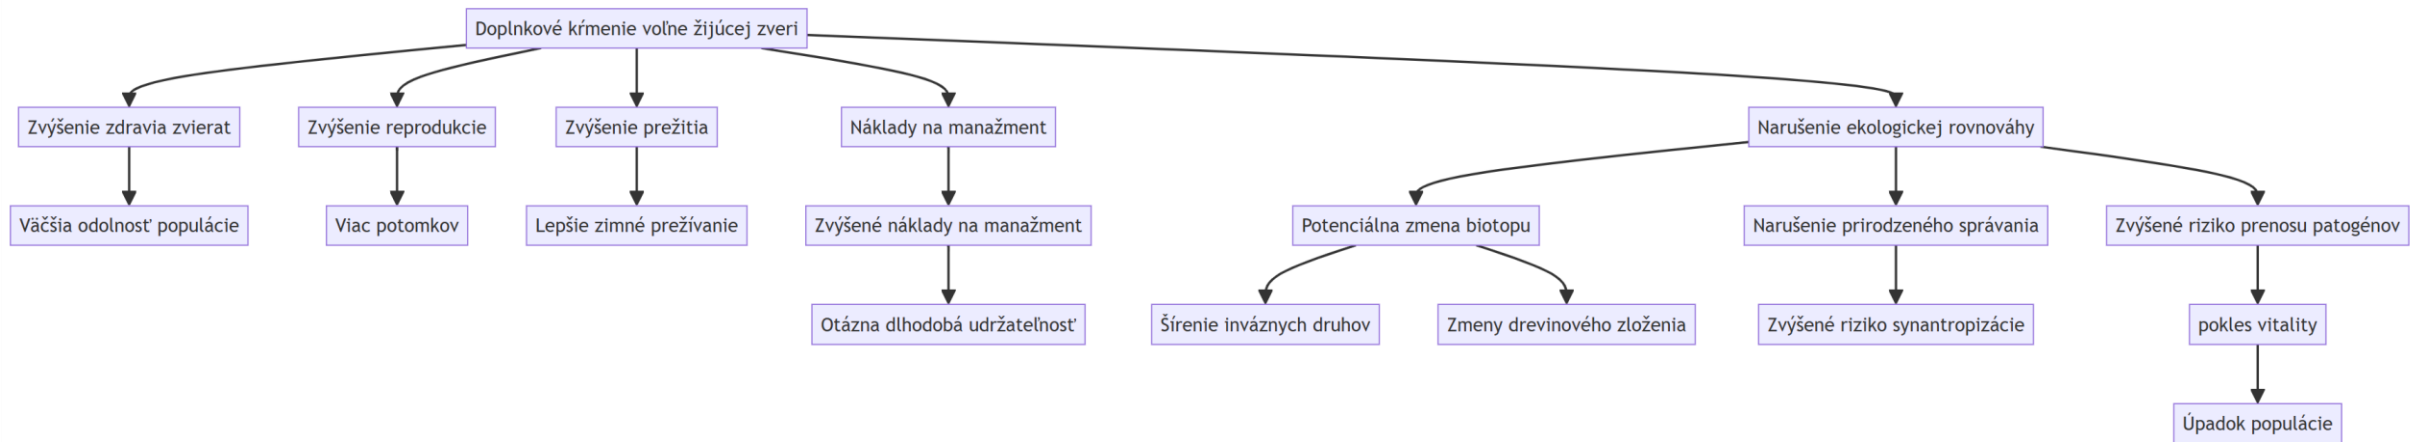 Doplnkové kŕmenie voľne žijúcej zveri
Zvýšenie zdravia zvierat
Zvýšenie reprodukcie
Zvýšenie prežitia
Náklady na manažment
Narušenie ekologickej rovnováhy
Väčšia odolnosť populácie
Viac potomkov
Lepšie zimné prežívanie
Zvýšené náklady na manažment
Potenciálna zmena biotopu
Narušenie prirodzeného správania
Zvýšené riziko prenosu patogénov
Otázna dlhodobá udržateľnosť
Šírenie inváznych druhov
Zmeny drevinového zloženia
Zvýšené riziko synantropizácie
pokles vitality
Úpadok populácie